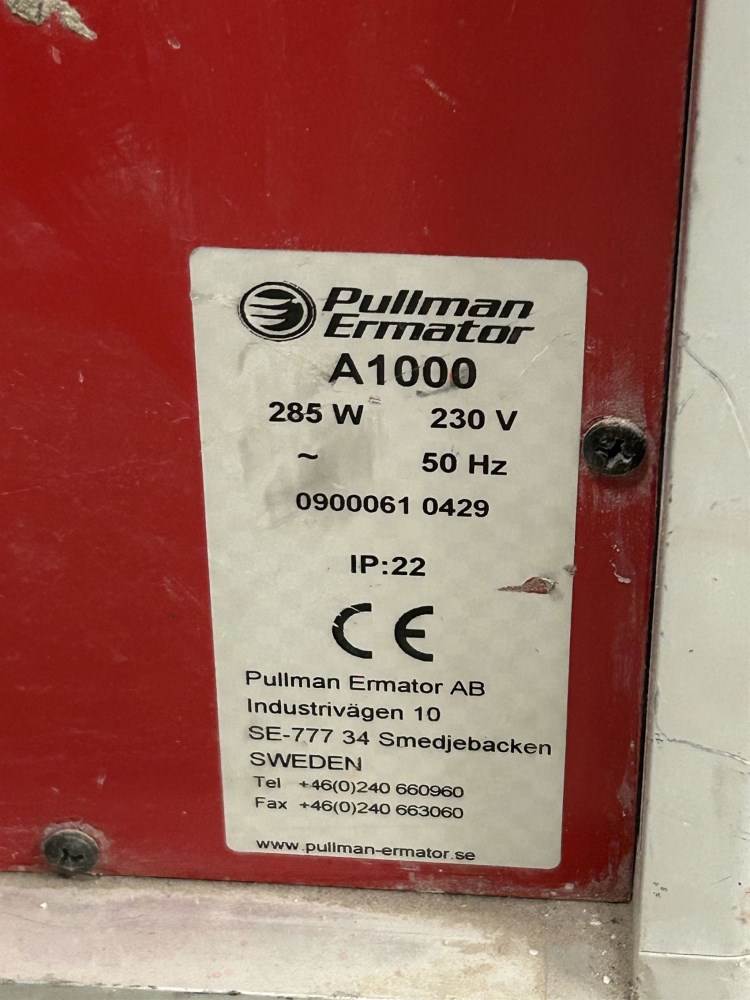 Pullman
Ermator
A1000
285 W 230 V
~ 50 Hz
0900061 0429
IP:22
CE
Pullman Ermator AB
Industrivägen 10
SE-777 34 Smedjebacken
SWEDEN
Tel +46(0)240 660960
Fax +46(0)240 663060
www.pullman-ermator.se